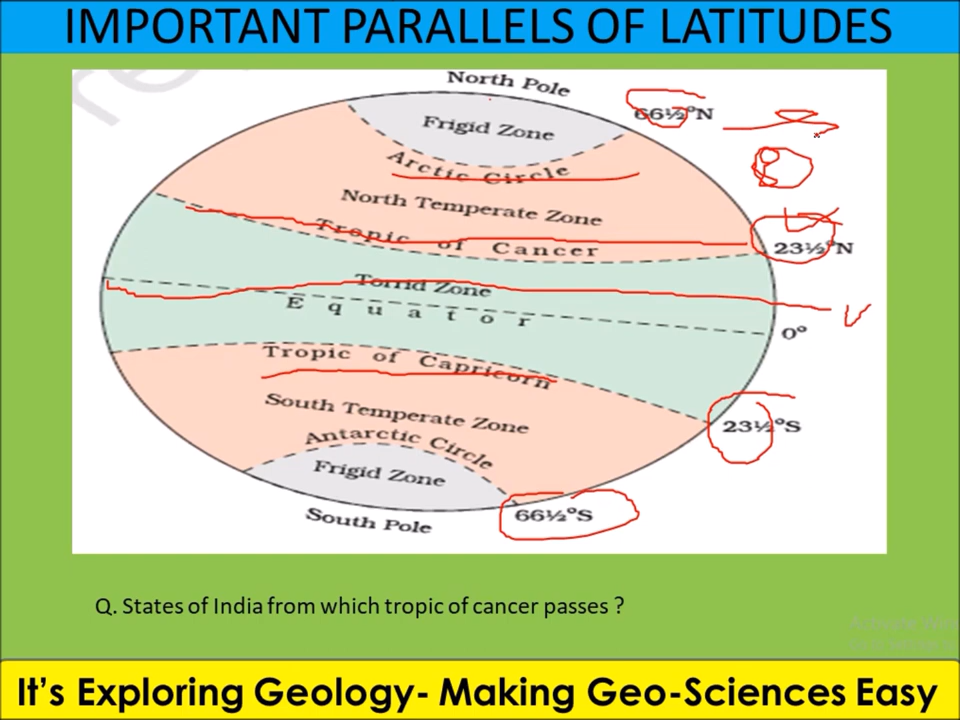 IMPORTANT PARALLELS OF LATITUDES
North Pole
66½°N
Frigid Zone
Arctic Circle
North Temperate Zone
Tropic of Cancer
23½°N
Torrid Zone
Equator
0°
Tropic of Capricorn
South Temperate Zone
23½°S
Antarctic Circle
Frigid Zone
66½°S
South Pole
Q. States of India from which tropic of cancer passes ?
It's Exploring Geology- Making Geo-Sciences Easy